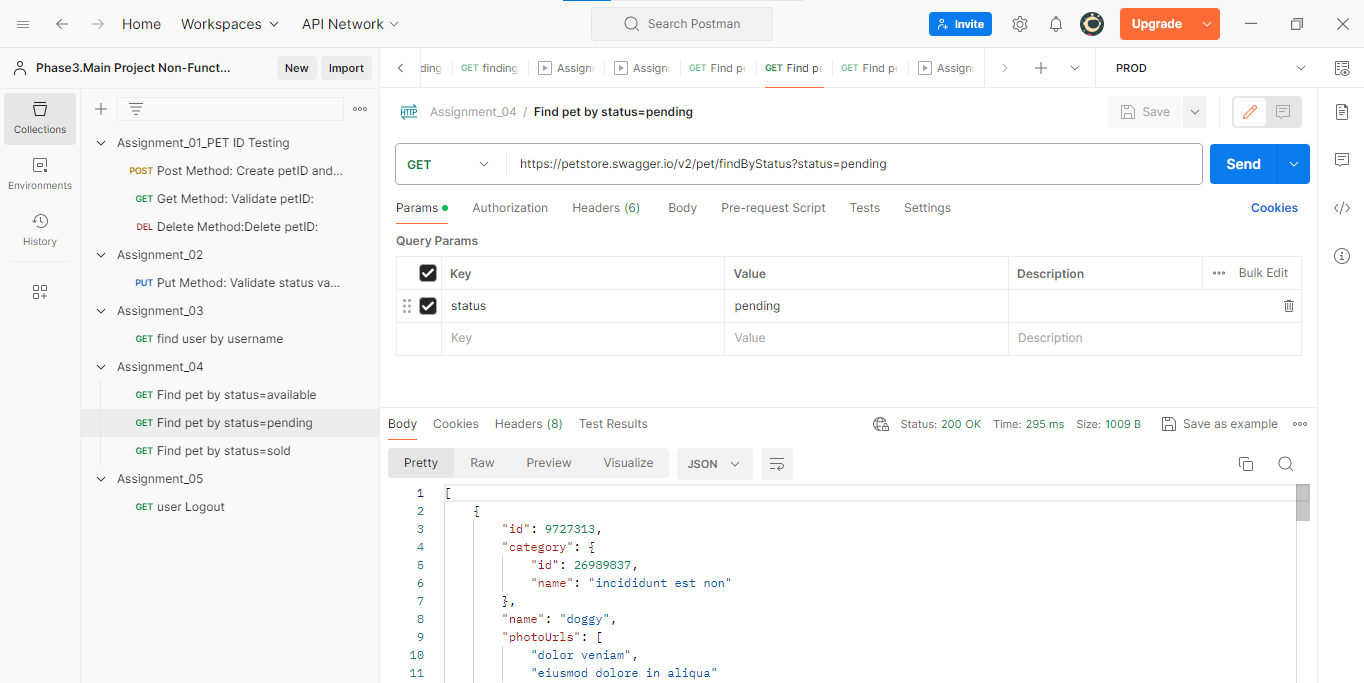 Home Workspaces API Network Search Postman Invite Upgrade
Phase3.Main Project Non-Funct... New Import
ding GET finding Assign Assign GET Find pe GET Find pe GET Find pe Assign PROD
Collections
Environments
History
Assignment_01_PET ID Testing
POST Post Method: Create petID and...
GET Get Method: Validate petID:
DEL Delete Method:Delete petID:
Assignment_02
PUT Put Method: Validate status va...
Assignment_03
GET find user by username
Assignment_04
GET Find pet by status=available
GET Find pet by status=pending
GET Find pet by status=sold
Assignment_05
GET user Logout
HTTP Assignment_04 / Find pet by status=pending Save
GET https://petstore.swagger.io/v2/pet/findByStatus?status=pending Send
Params Authorization Headers (6) Body Pre-request Script Tests Settings Cookies
Query Params
Key Value Description Bulk Edit
status pending
Key Value Description
Body Cookies Headers (8) Test Results Status: 200 OK Time: 295 ms Size: 1009 B Save as example
Pretty Raw Preview Visualize JSON
1 [
2 {
3 "id": 9727313,
4 "category": {
5 "id": 26989837,
6 "name": "incididunt est non"
7 },
8 "name": "doggy",
9 "photoUrls": [
10 "dolor veniam",
11 "eiusmod dolore in aliqua"